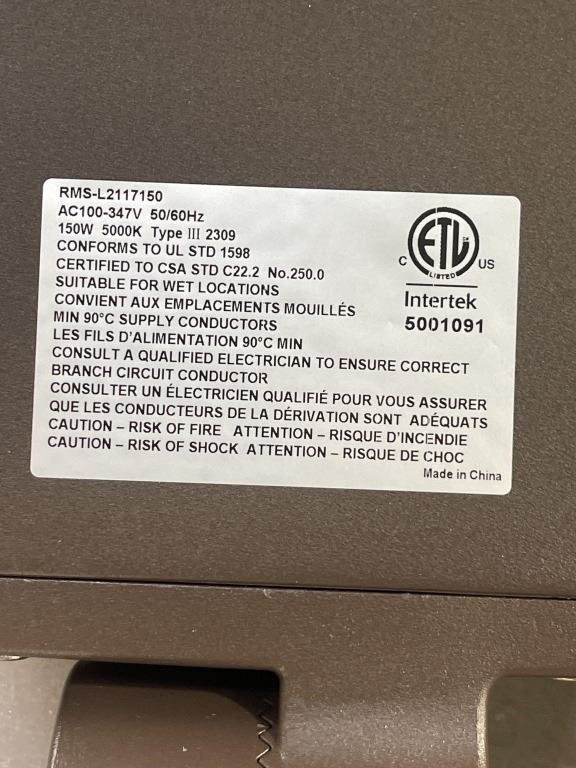 RMS-L2117150
AC100-347V 50/60Hz
150W 5000K Type III 2309
CONFORMS TO UL STD 1598
CERTIFIED TO CSA STD C22.2 No.250.0
SUITABLE FOR WET LOCATIONS
CONVIENT AUX EMPLACEMENTS MOUILLÉS
MIN 90°C SUPPLY CONDUCTORS
LES FILS D'ALIMENTATION 90°C MIN
CONSULT A QUALIFIED ELECTRICIAN TO ENSURE CORRECT
BRANCH CIRCUIT CONDUCTOR
CONSULTER UN ÉLECTRICIEN QUALIFIÉ POUR VOUS ASSURER
QUE LES CONDUCTEURS DE LA DÉRIVATION SONT ADÉQUATS
CAUTION – RISK OF FIRE ATTENTION – RISQUE D'INCENDIE
CAUTION – RISK OF SHOCK ATTENTION – RISQUE DE CHOC
Made in China
ETL
LISTED
C US
Intertek
5001091